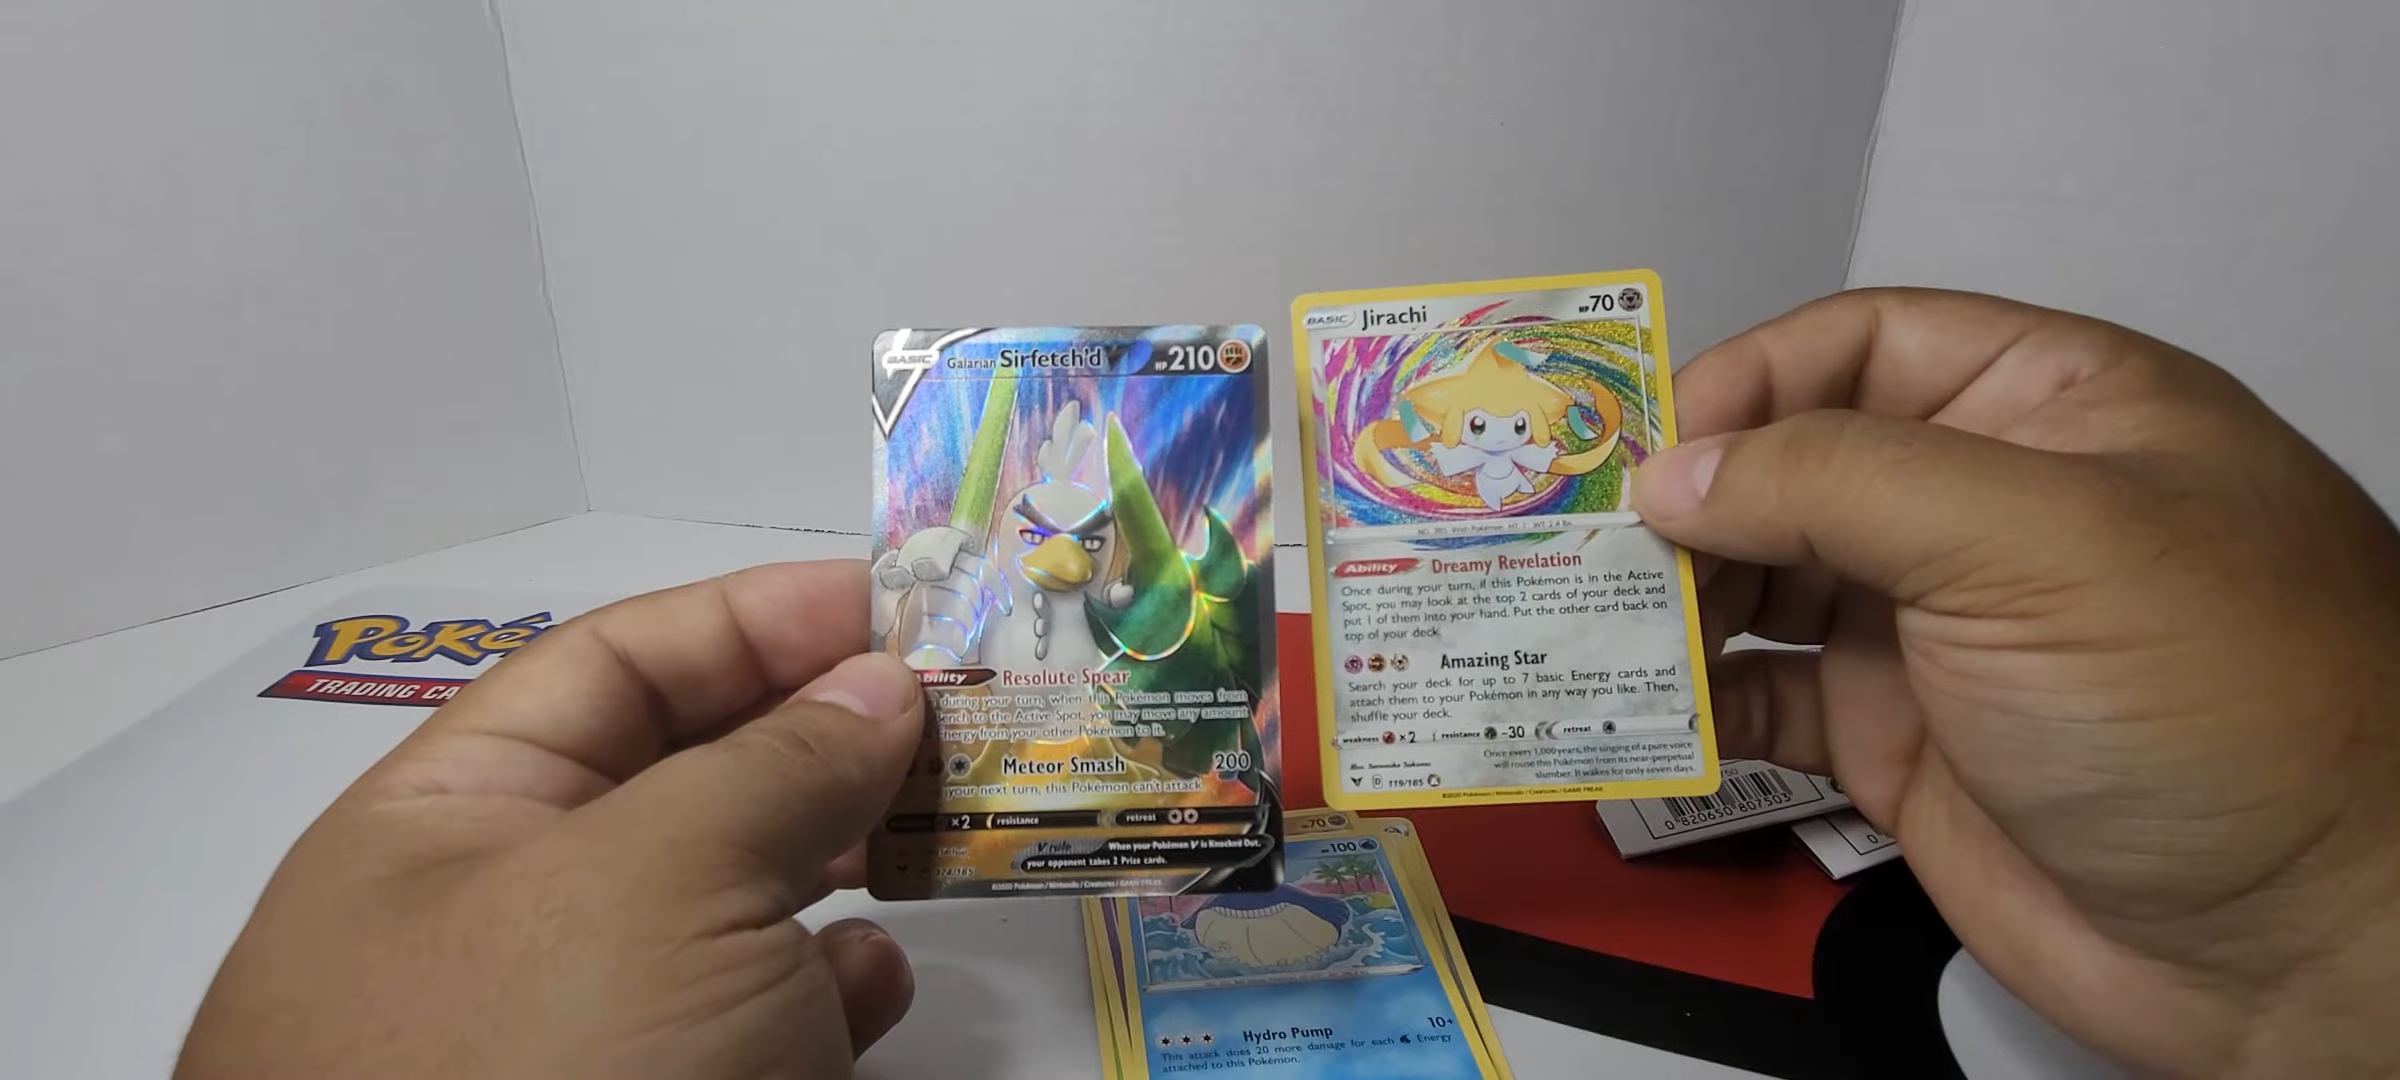 BASIC
Galarian Sirfetch'd
HP 210
Ability Resolute Spear
during your turn, when this Pokémon moves from
Bench to the Active Spot, you may move any amount
Energy from your other Pokémon to it.
Meteor Smash 200
your next turn, this Pokémon can't attack.
×2 resistance retreat
V rule When your Pokémon V is Knocked Out,
your opponent takes 2 Prize cards.
174/185
©2020 Pokémon / Nintendo / Creatures / GAME FREAK
BASIC Jirachi HP 70
Ability Dreamy Revelation
Once during your turn, if this Pokémon is in the Active
Spot, you may look at the top 2 cards of your deck and
put 1 of them into your hand. Put the other card back on
top of your deck.
Amazing Star
Search your deck for up to 7 basic Energy cards and
attach them to your Pokémon in any way you like. Then,
shuffle your deck.
weakness ×2 resistance -30 retreat
Once every 1,000 years, the singing of a pure voice
will rouse this Pokémon from its near-perpetual
slumber. It wakes for only seven days.
D 119/185
©2020 Pokémon / Nintendo / Creatures / GAME FREAK
POKÉ
TRADING CA
0 820650 807503
70
HP 100
Hydro Pump 10+
This attack does 20 more damage for each Energy
attached to this Pokémon.